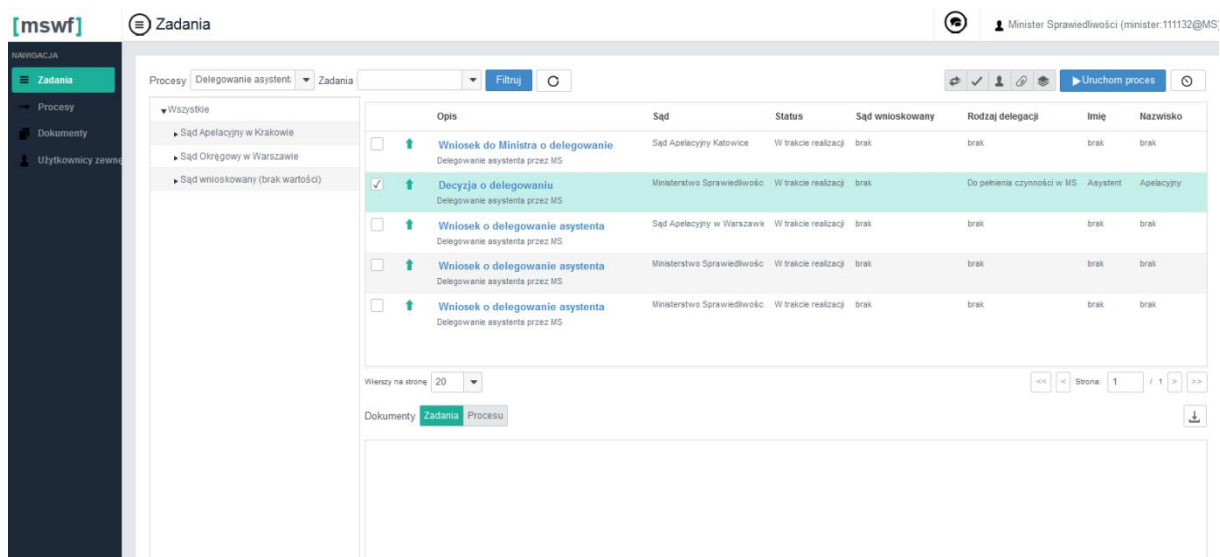 [mswf]
Zadania
Minister Sprawiedliwości (minister.111132@MS)
NAWIGACJA
Zadania
Procesy
Dokumenty
Użytkownicy zewnę
Procesy Delegowanie asystent: Zadania Filtruj Uruchom proces
Wszystkie
Sąd Apelacyjny w Krakowie
Sąd Okręgowy w Warszawie
Sąd wnioskowany (brak wartości)
Opis Sąd Status Sąd wnioskowany Rodzaj delegacji Imię Nazwisko
Wniosek do Ministra o delegowanie Sąd Apelacyjny Katowice W trakcie realizacji brak brak brak brak
Delegowanie asystenta przez MS
Decyzja o delegowaniu Ministerstwo Sprawiedliwośc W trakcie realizacji brak Do pełnienia czynności w MS Asystent Apelacyjny
Delegowanie asystenta przez MS
Wniosek o delegowanie asystenta Sąd Apelacyjny w Warszawie W trakcie realizacji brak brak brak brak
Delegowanie asystenta przez MS
Wniosek o delegowanie asystenta Ministerstwo Sprawiedliwośc W trakcie realizacji brak brak brak brak
Delegowanie asystenta przez MS
Wniosek o delegowanie asystenta Ministerstwo Sprawiedliwośc W trakcie realizacji brak brak brak brak
Delegowanie asystenta przez MS
Wierszy na stronę 20 << < Strona: 1 / 1 > >>
Dokumenty Zadania Procesu